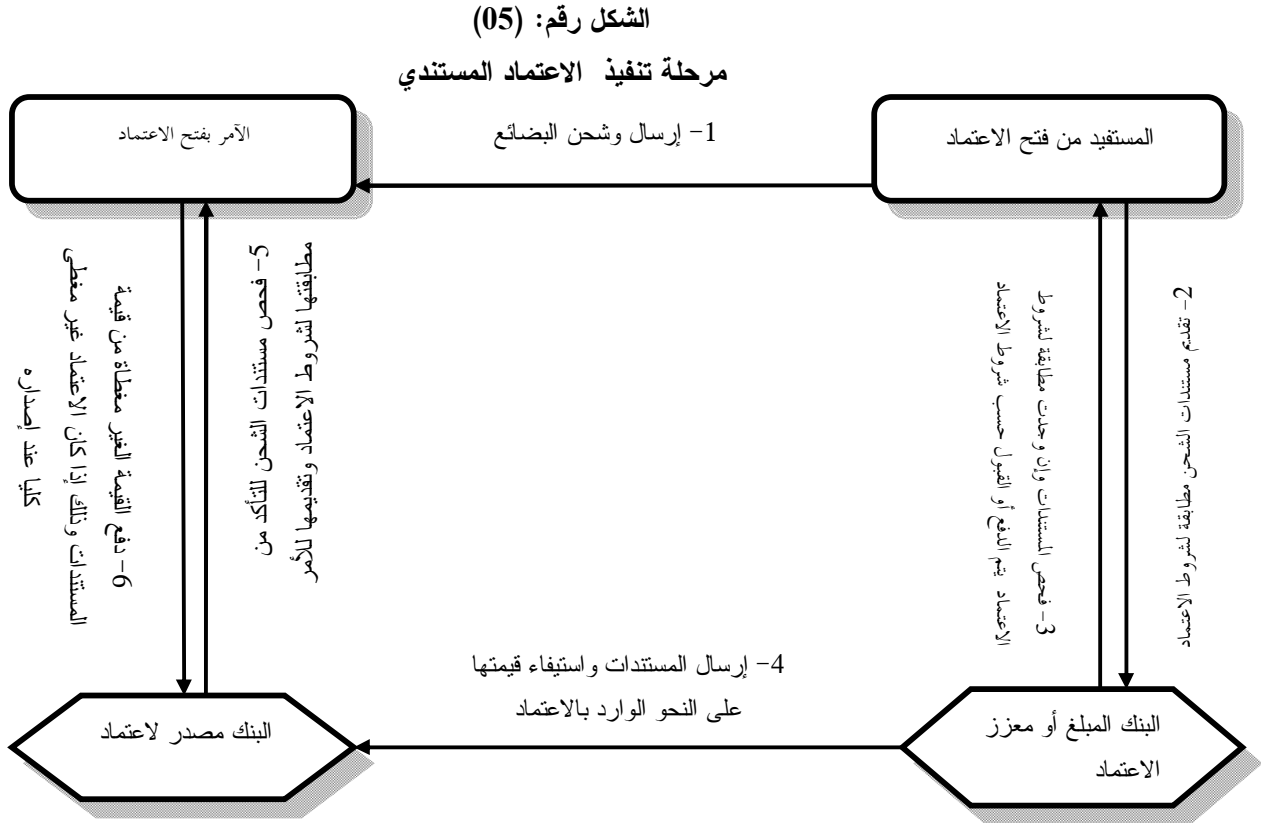 الشكل رقم: (05)
مرحلة تنفيذ الاعتماد المستندي
المستفيد من فتح الاعتماد
1- إرسال وشحن البضائع
الآمر بفتح الاعتماد
2- تقديم مستندات الشحن مطابقة لشروط الاعتماد
3- فحص المستندات وإن وجدت مطابقة لشروط
الاعتماد يتم الدفع أو القبول حسب شروط الاعتماد
5- فحص مستندات الشحن للتأكد من
مطابقتها لشروط الاعتماد وتقديمها للأمر
6- دفع القيمة الغير مغطاة من قيمة
المستندات وذلك إذا كان الاعتماد غير مغطى
كليا عند إصداره
4- إرسال المستندات واستيفاء قيمتها
على النحو الوارد بالاعتماد
البنك المبلغ أو معزز
الاعتماد
البنك مصدر لاعتماد